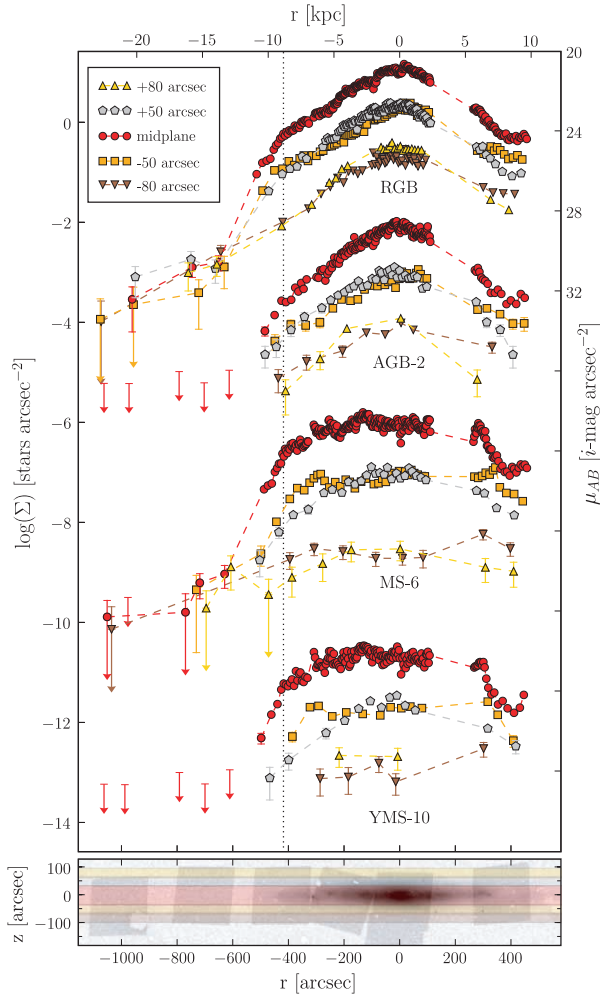 r [kpc]
−20 −15 −10 −5 0 5 10
+80 arcsec
+50 arcsec
midplane
-50 arcsec
-80 arcsec
RGB
AGB-2
MS-6
YMS-10
log(Σ) [stars arcsec⁻²]
0
−2
−4
−6
−8
−10
−12
−14
20
24
28
32
μAB [i-mag arcsec⁻²]
z [arcsec]
100
0
−100
−1000 −800 −600 −400 −200 0 200 400
r [arcsec]